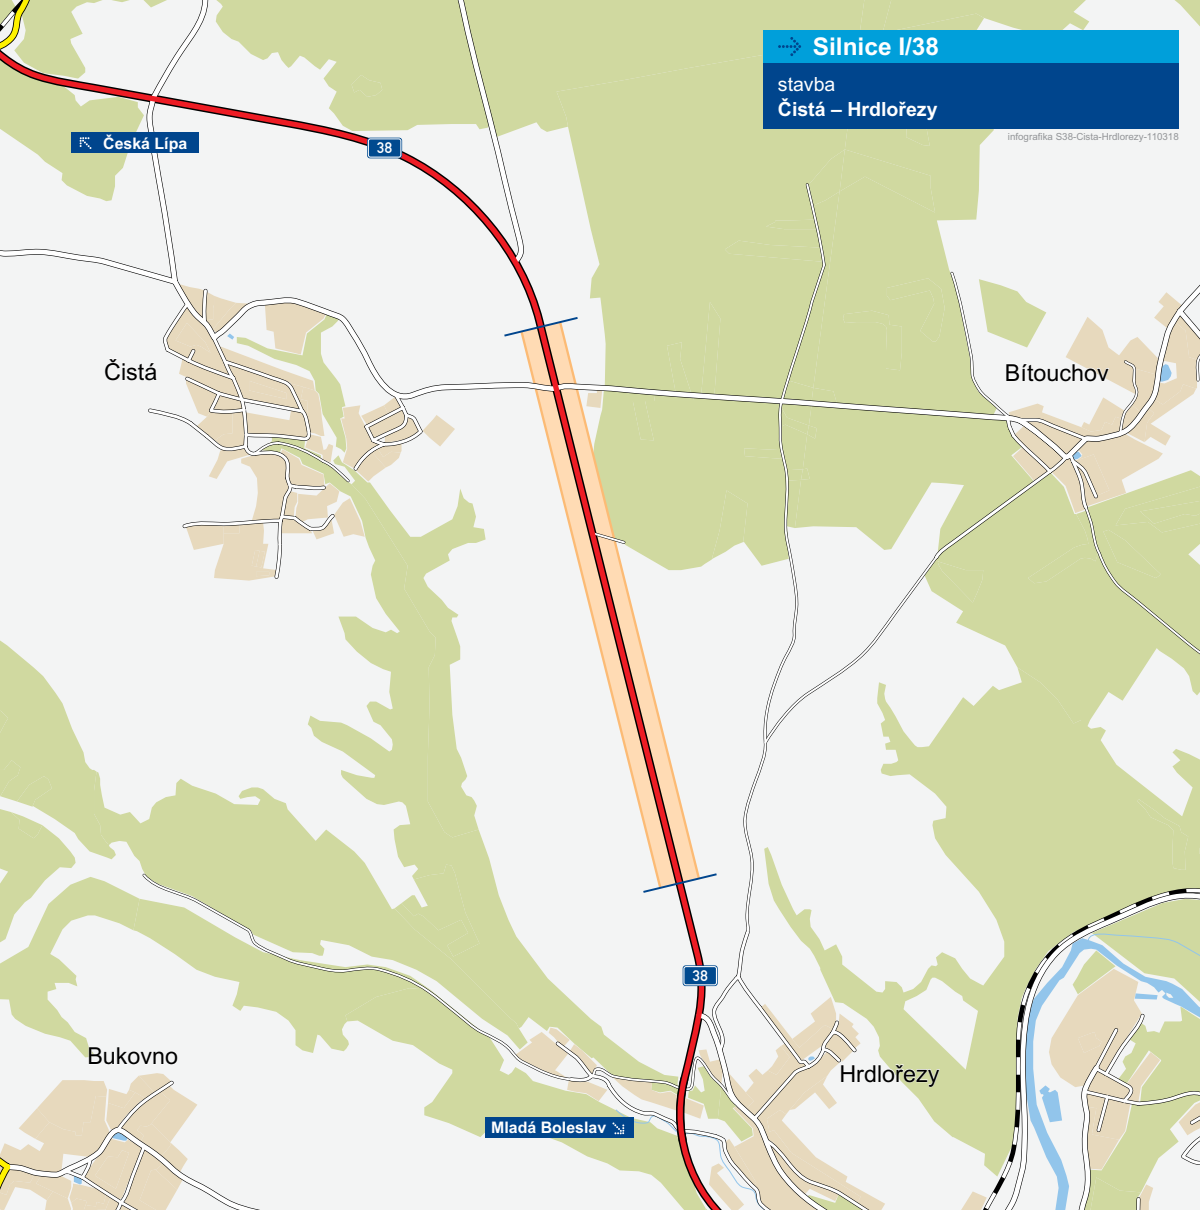 Silnice I/38
stavba
Čistá – Hrdlořezy
infografika S38-Cista-Hrdlorezy-110318
Česká Lípa
38
Čistá
Bítouchov
38
Bukovno
Hrdlořezy
Mladá Boleslav